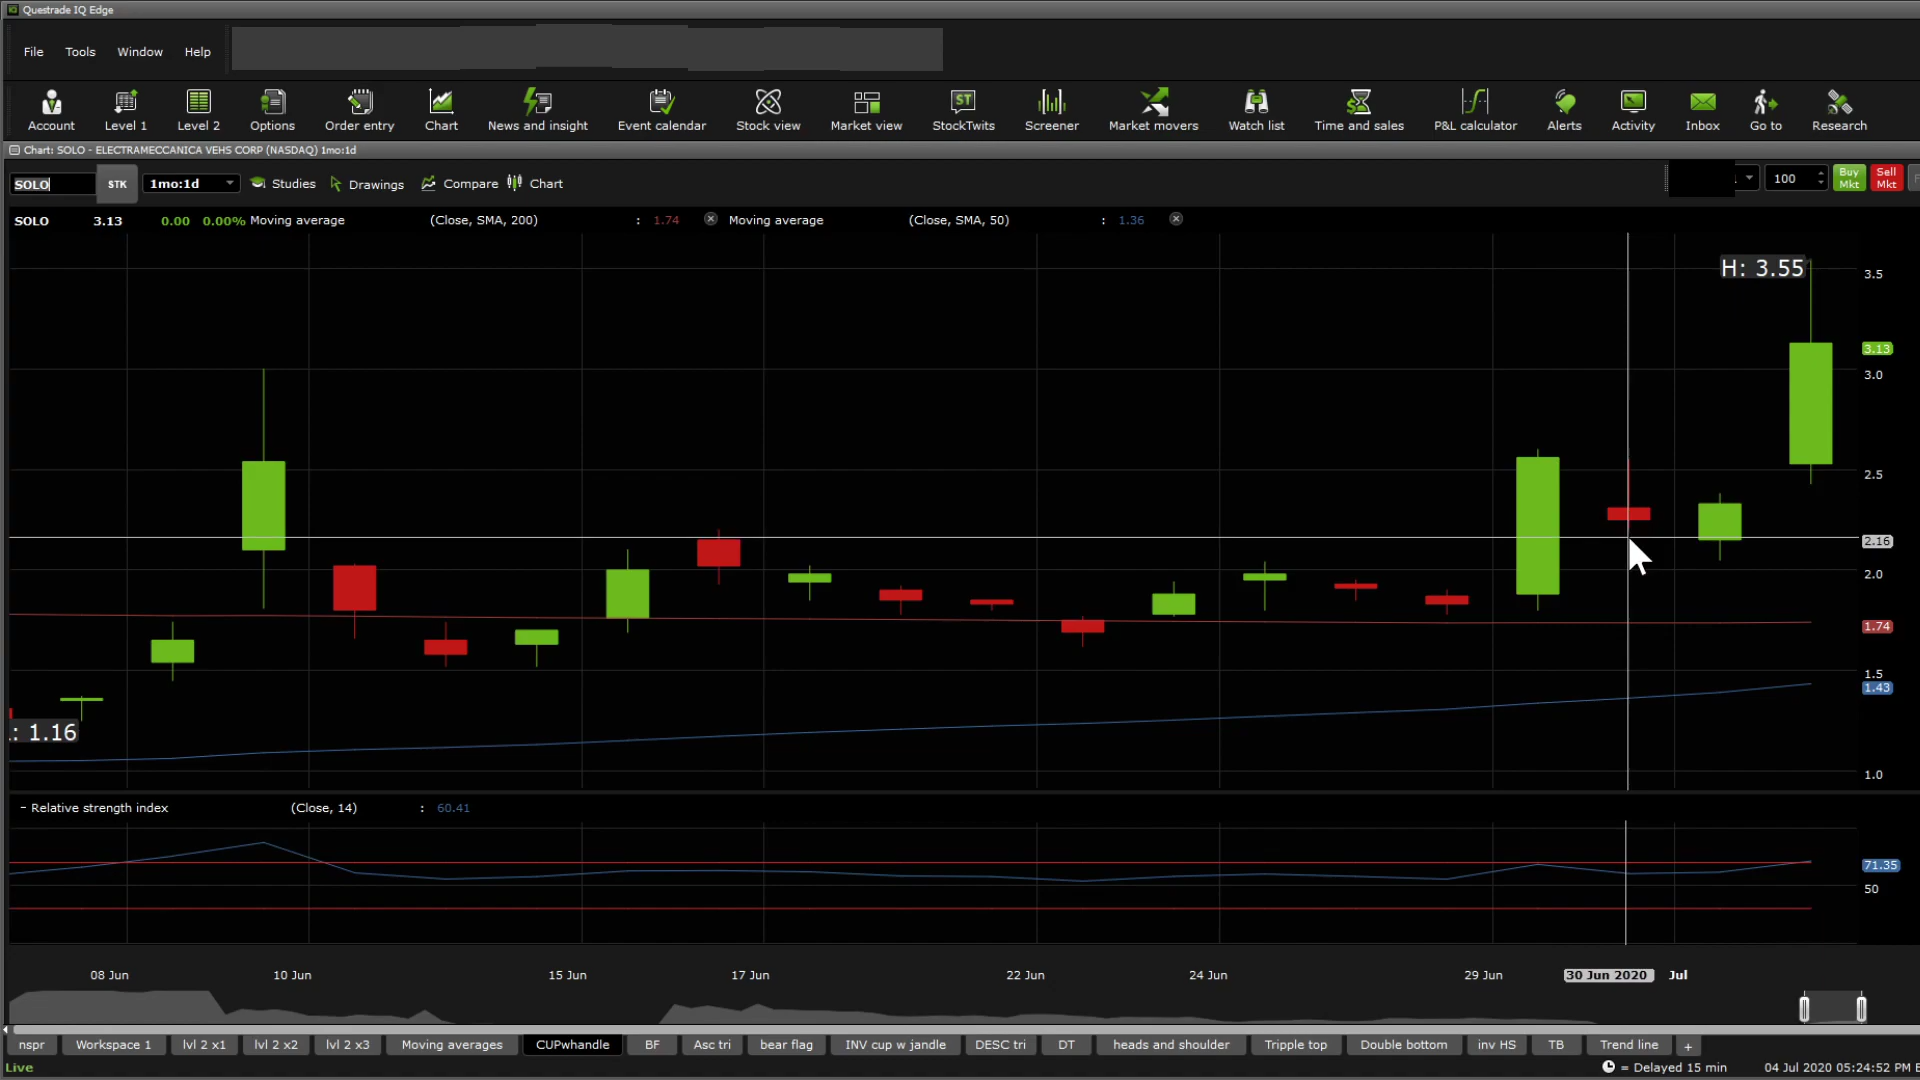 Questrade IQ Edge
File Tools Window Help
Account Level 1 Level 2 Options Order entry Chart News and insight Event calendar Stock view Market view StockTwits Screener Market movers Watch list Time and sales P&L calculator Alerts Activity Inbox Go to Research
Chart: SOLO - ELECTRAMECCANICA VEHS CORP (NASDAQ) 1mo:1d
SOLO STK 1mo:1d Studies Drawings Compare Chart 100 Buy Mkt Sell Mkt
SOLO 3.13 0.00 0.00% Moving average (Close, SMA, 200) : 1.74 Moving average (Close, SMA, 50) : 1.36
H: 3.55
3.5
3.13
3.0
2.5
2.16
2.0
1.74
1.5
1.43
: 1.16
1.0
- Relative strength index (Close, 14) : 60.41
71.35
50
08 Jun 10 Jun 15 Jun 17 Jun 22 Jun 24 Jun 29 Jun 30 Jun 2020 Jul
nspr Workspace 1 lvl 2 x1 lvl 2 x2 lvl 2 x3 Moving averages CUPwhandle BF Asc tri bear flag INV cup w jandle DESC tri DT heads and shoulder Tripple top Double bottom inv HS TB Trend line +
Live = Delayed 15 min 04 Jul 2020 05:24:52 PM